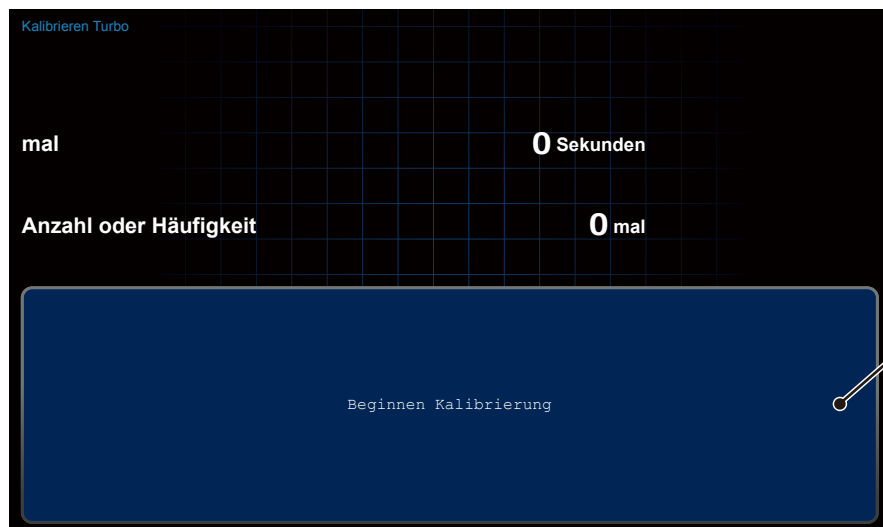 Kalibrieren Turbo
mal 0 Sekunden
Anzahl oder Häufigkeit 0 mal
Beginnen Kalibrierung